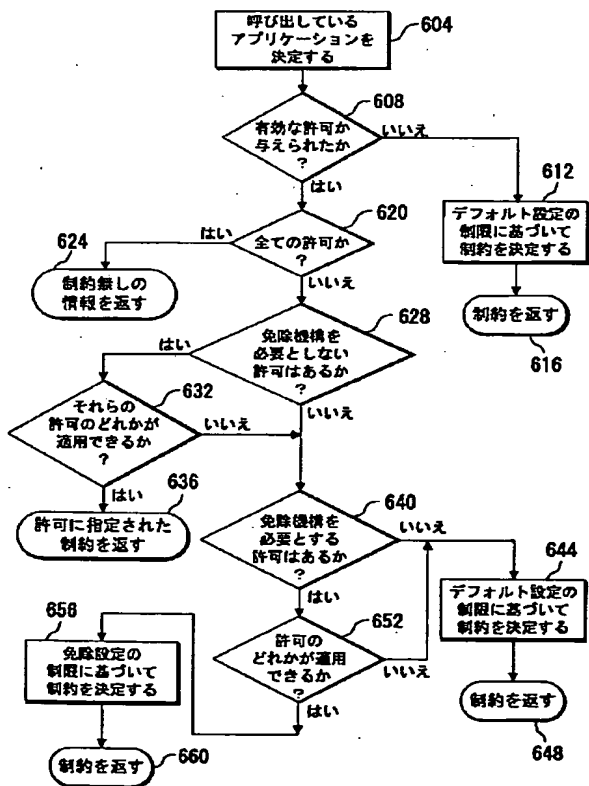 呼び出している
アプリケーションを
決定する
604
有効な許可が
与えられたか
?
608
いいえ
はい
612
デフォルト設定の
制限に基づいて
制約を決定する
制約を返す
616
620
全ての許可か
?
はい
いいえ
624
制約無しの
情報を返す
628
免除機構を
必要としない
許可はあるか
?
はい
いいえ
632
それらの
許可のどれかが
適用できるか
?
いいえ
はい
636
許可に指定された
制約を返す
640
免除機構を
必要とする
許可はあるか
?
いいえ
はい
644
デフォルト設定の
制限に基づいて
制約を決定する
制約を返す
648
652
許可の
どれかが適用
できるか
?
いいえ
はい
656
免除設定の
制限に基づいて
制約を決定する
制約を返す
660